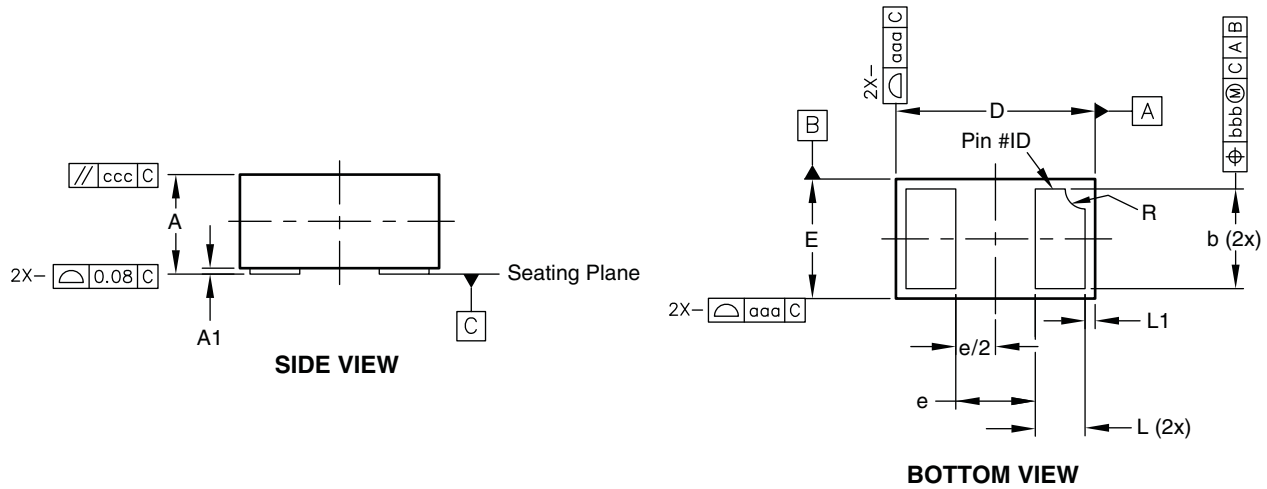 // ccc C
A
2X- ⌓ 0.08 C
A1
Seating Plane
C
SIDE VIEW
2X- ⌓ aaa C
D
A
B
Pin #ID
⌖ bbb Ⓜ C A B
E
R
b (2x)
2X- ⌓ aaa C
L1
e/2
e
L (2x)
BOTTOM VIEW